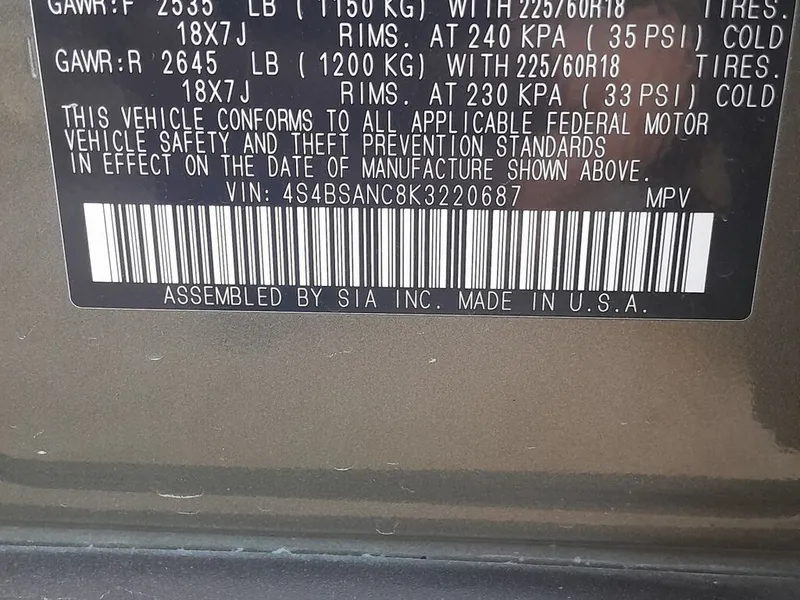 GAWR:F 2535 LB ( 1150 KG) WITH 225/60R18 TIRES.
18X7J RIMS. AT 240 KPA ( 35 PSI) COLD
GAWR:R 2645 LB ( 1200 KG) WITH 225/60R18 TIRES.
18X7J RIMS. AT 230 KPA ( 33 PSI) COLD
THIS VEHICLE CONFORMS TO ALL APPLICABLE FEDERAL MOTOR
VEHICLE SAFETY AND THEFT PREVENTION STANDARDS
IN EFFECT ON THE DATE OF MANUFACTURE SHOWN ABOVE.
VIN: 4S4BSANC8K3220687 MPV
ASSEMBLED BY SIA INC. MADE IN U.S.A.